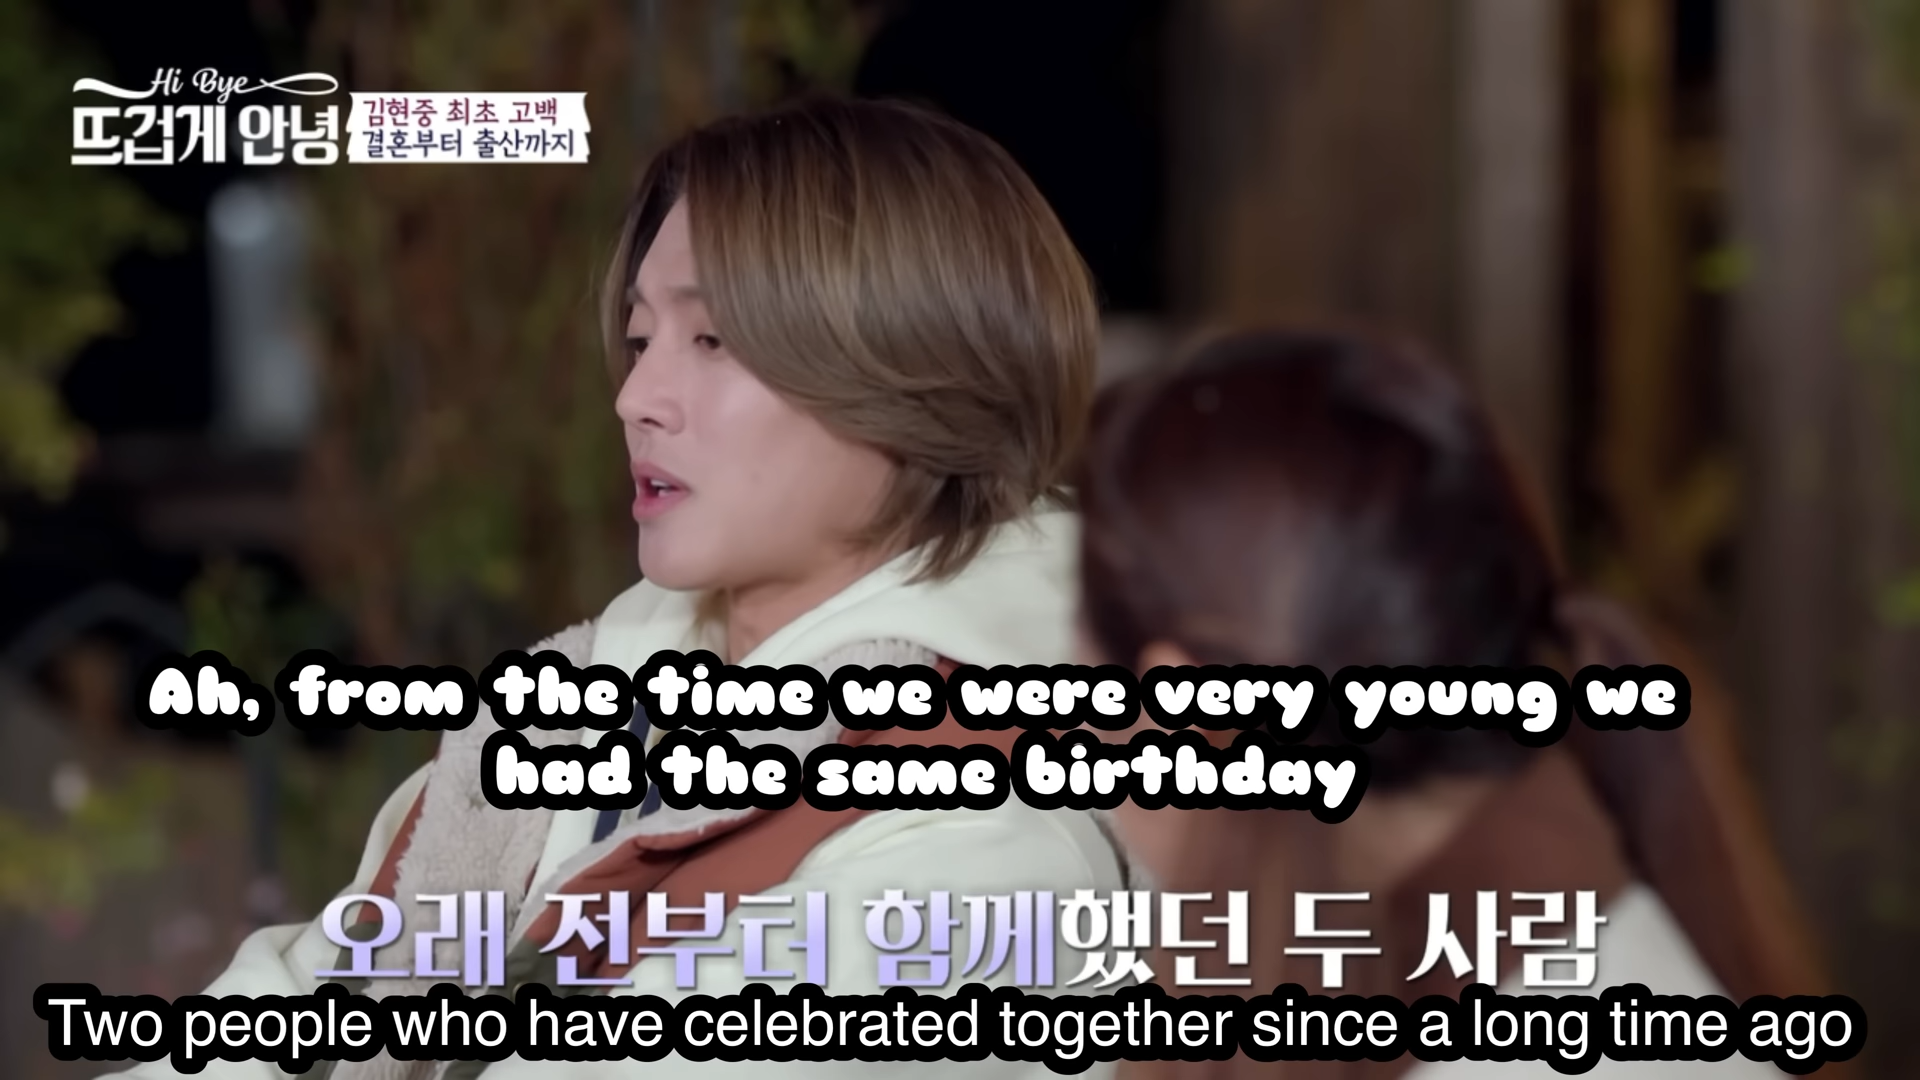 Hi Bye
뜨겁게 안녕
김현중 최초 고백
결혼부터 출산까지
Ah, from the time we were very young we
had the same birthday
오래 전부터 함께했던 두 사람
Two people who have celebrated together since a long time ago